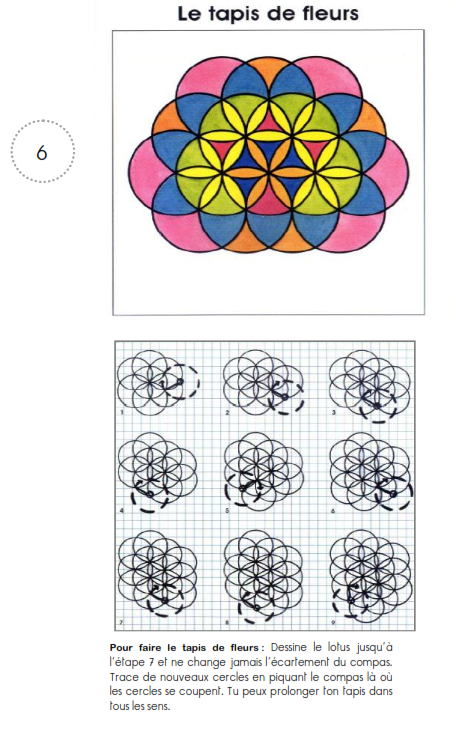 Le tapis de fleurs
6
1
2
3
4
5
6
7
8
9
Pour faire le tapis de fleurs : Dessine le lotus jusqu'à
l'étape 7 et ne change jamais l'écartement du compas.
Trace de nouveaux cercles en piquant le compas là où
les cercles se coupent. Tu peux prolonger ton tapis dans
tous les sens.